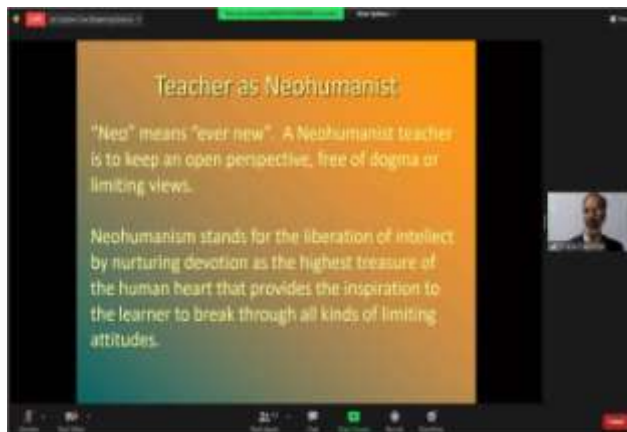 Teacher as Neohumanist
"Neo" means "ever new". A Neohumanist teacher
is to keep an open perspective, free of dogma or
limiting views.
Neohumanism stands for the liberation of intellect
by nurturing devotion as the highest treasure of
the human heart that provides the inspiration to
the learner to break through all kinds of limiting
attitudes.